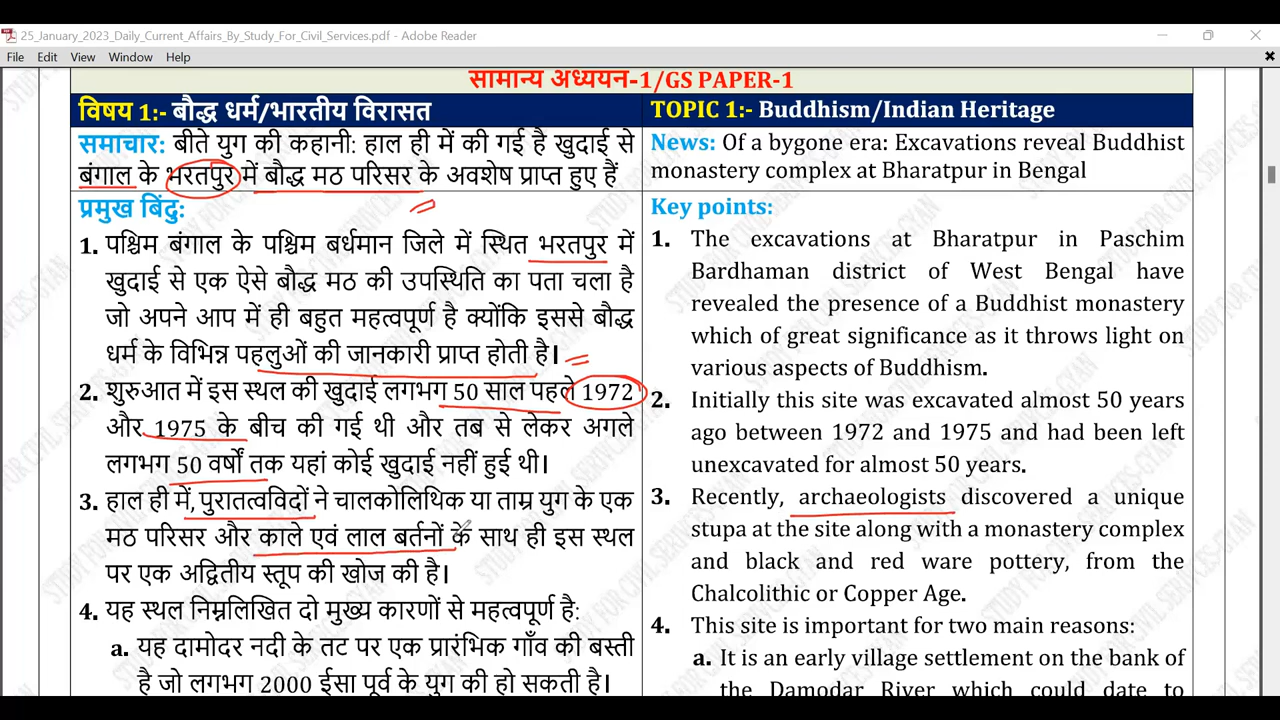 25_January_2023_Daily_Current_Affairs_By_Study_For_Civil_Services.pdf - Adobe Reader
File Edit View Window Help
सामान्य अध्ययन-1/GS PAPER-1
विषय 1:- बौद्ध धर्म/भारतीय विरासत
समाचार: बीते युग की कहानी: हाल ही में की गई है खुदाई से
बंगाल के भरतपुर में बौद्ध मठ परिसर के अवशेष प्राप्त हुए हैं
प्रमुख बिंदु:
1. पश्चिम बंगाल के पश्चिम बर्धमान जिले में स्थित भरतपुर में
खुदाई से एक ऐसे बौद्ध मठ की उपस्थिति का पता चला है
जो अपने आप में ही बहुत महत्वपूर्ण है क्योंकि इससे बौद्ध
धर्म के विभिन्न पहलुओं की जानकारी प्राप्त होती है।
2. शुरुआत में इस स्थल की खुदाई लगभग 50 साल पहले 1972
और 1975 के बीच की गई थी और तब से लेकर अगले
लगभग 50 वर्षों तक यहां कोई खुदाई नहीं हुई थी।
3. हाल ही में, पुरातत्वविदों ने चालकोलिथिक या ताम्र युग के एक
मठ परिसर और काले एवं लाल बर्तनों के साथ ही इस स्थल
पर एक अद्वितीय स्तूप की खोज की है।
4. यह स्थल निम्नलिखित दो मुख्य कारणों से महत्वपूर्ण है:
a. यह दामोदर नदी के तट पर एक प्रारंभिक गाँव की बस्ती
है जो लगभग 2000 ईसा पूर्व के युग की हो सकती है।
TOPIC 1:- Buddhism/Indian Heritage
News: Of a bygone era: Excavations reveal Buddhist
monastery complex at Bharatpur in Bengal
Key points:
1. The excavations at Bharatpur in Paschim
Bardhaman district of West Bengal have
revealed the presence of a Buddhist monastery
which of great significance as it throws light on
various aspects of Buddhism.
2. Initially this site was excavated almost 50 years
ago between 1972 and 1975 and had been left
unexcavated for almost 50 years.
3. Recently, archaeologists discovered a unique
stupa at the site along with a monastery complex
and black and red ware pottery, from the
Chalcolithic or Copper Age.
4. This site is important for two main reasons:
a. It is an early village settlement on the bank of
the Damodar River which could date to